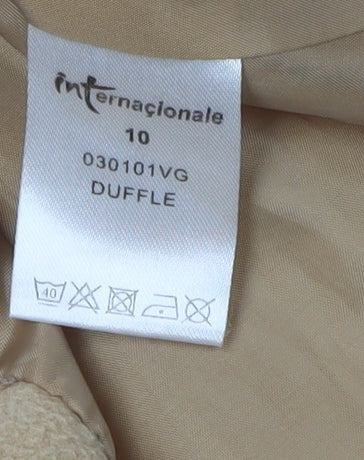 internaçionale
10
030101VG
DUFFLE
40